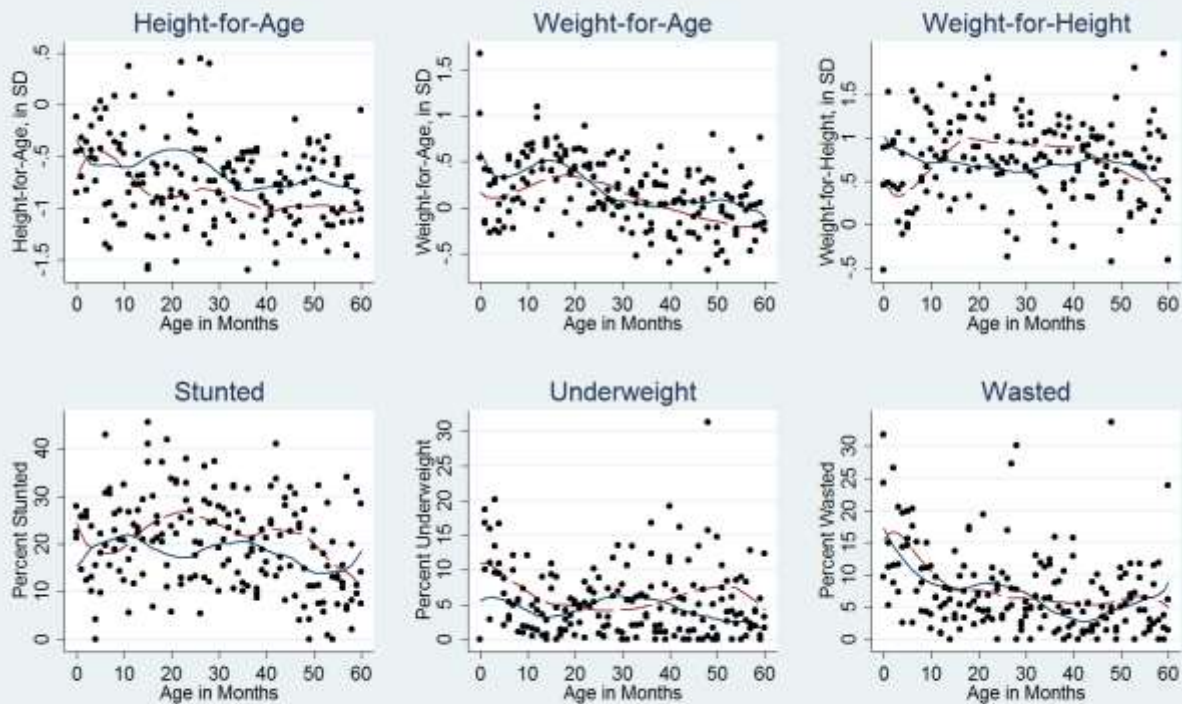 Height-for-Age
Weight-for-Age
Weight-for-Height
Height-for-Age, in SD
.5
0
-.5
-1
-1.5
0 10 20 30 40 50 60
Age in Months
Weight-for-Age, in SD
1.5
1
.5
0
-.5
0 10 20 30 40 50 60
Age in Months
Weight-for-Height, in SD
1.5
1
.5
0
-.5
0 10 20 30 40 50 60
Age in Months
Stunted
Underweight
Wasted
Percent Stunted
40
30
20
10
0
0 10 20 30 40 50 60
Age in Months
Percent Underweight
30
25
20
15
10
5
0
0 10 20 30 40 50 60
Age in Months
Percent Wasted
30
25
20
15
10
5
0
0 10 20 30 40 50 60
Age in Months